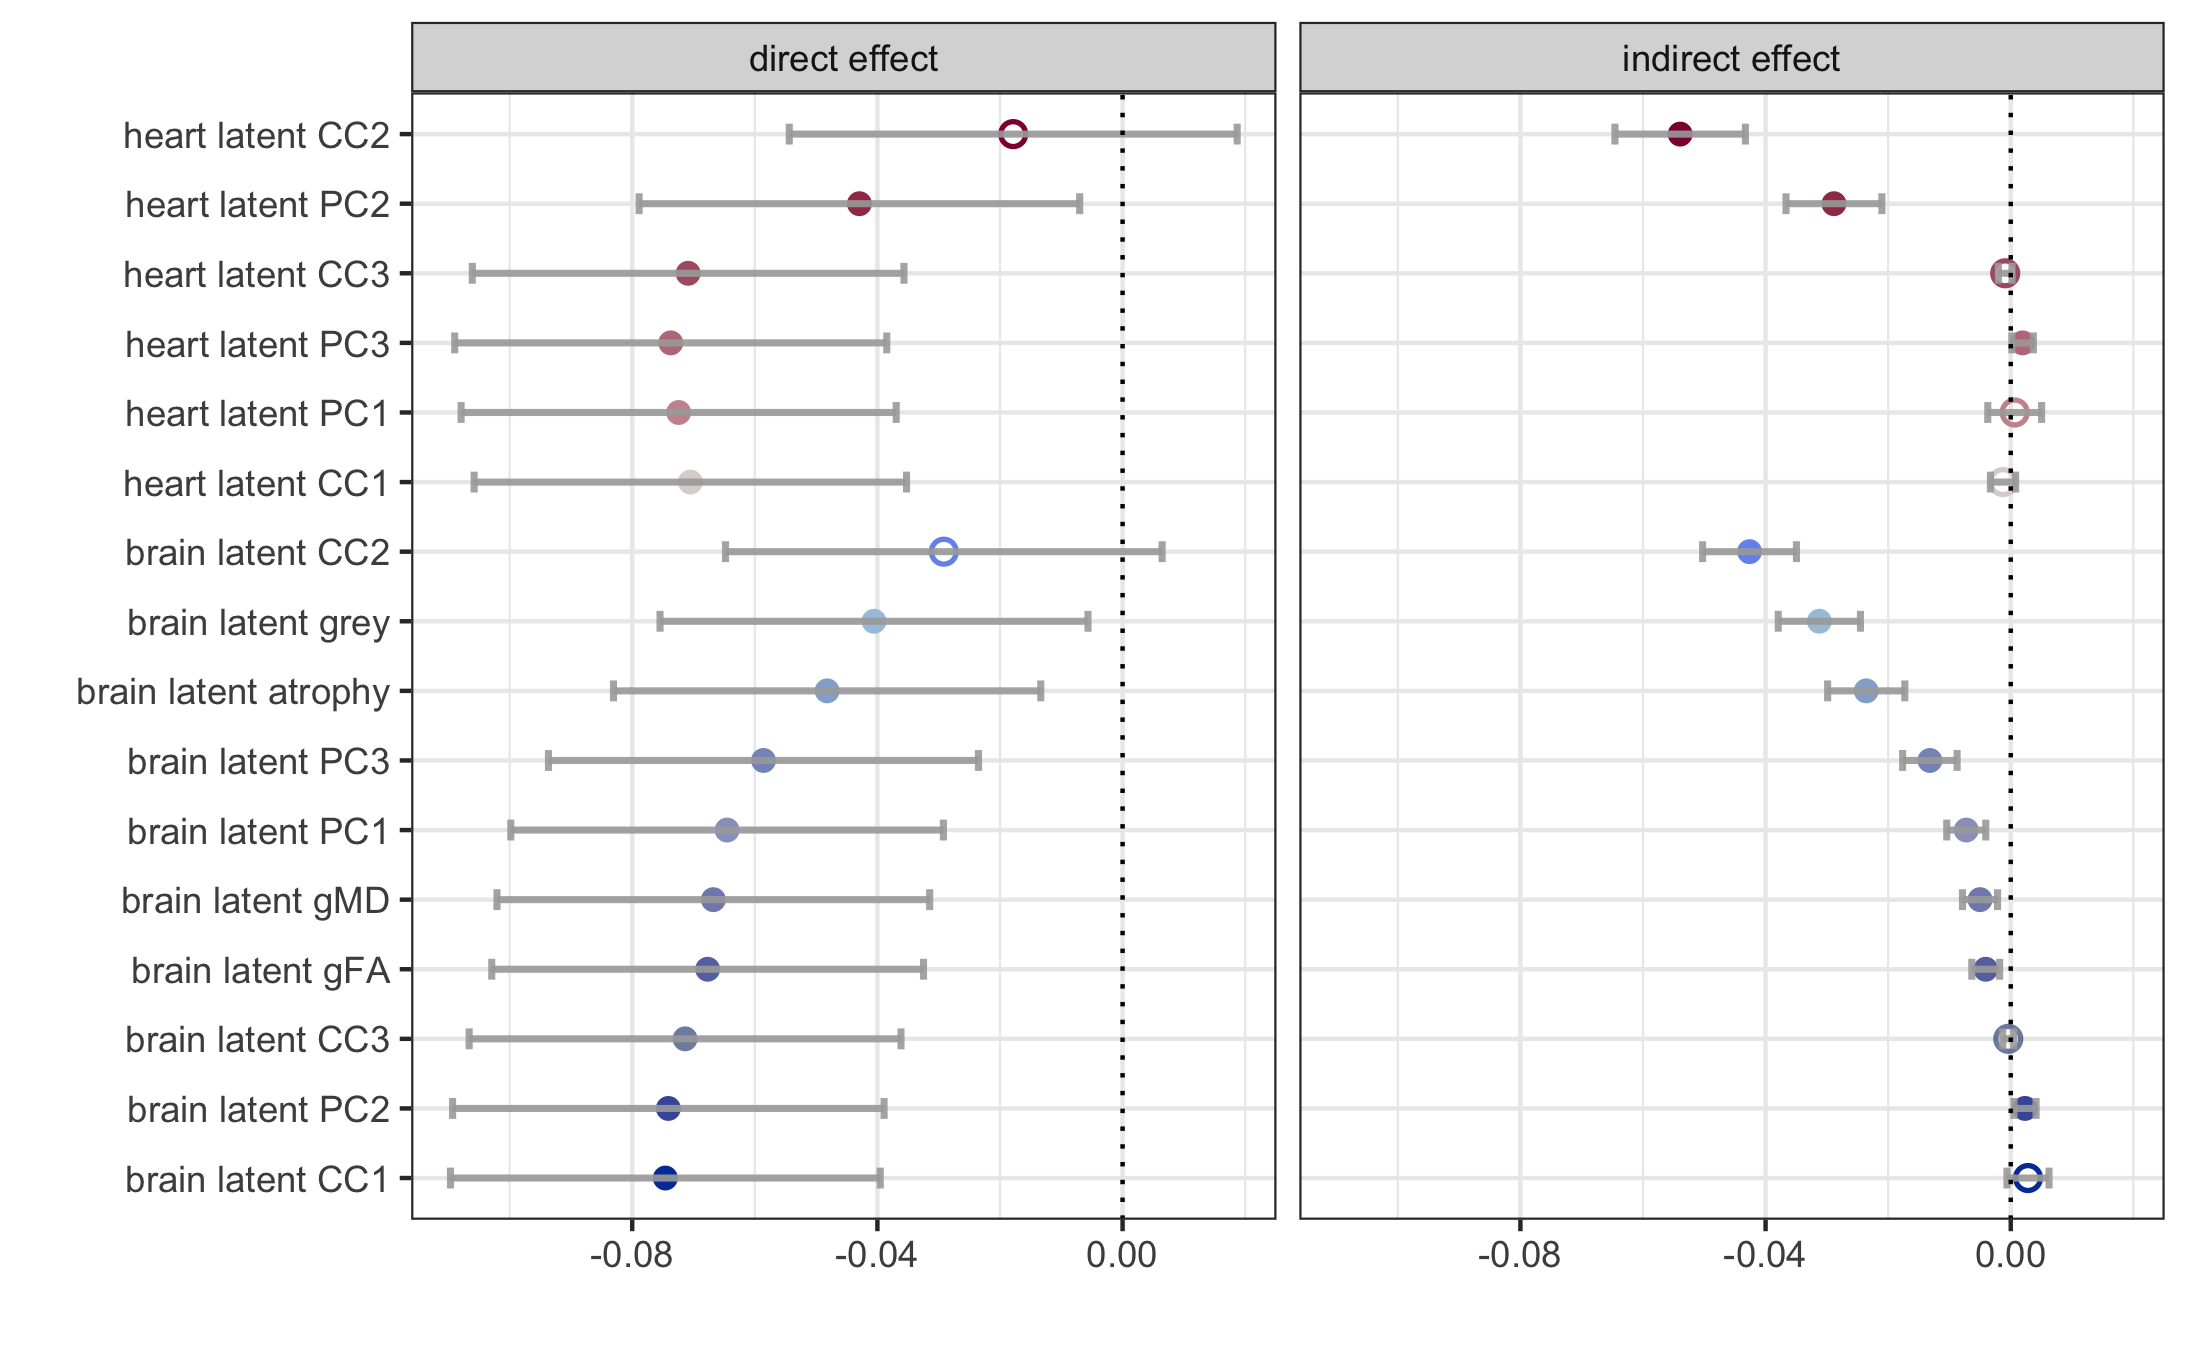 direct effect
indirect effect
heart latent CC2
heart latent PC2
heart latent CC3
heart latent PC3
heart latent PC1
heart latent CC1
brain latent CC2
brain latent grey
brain latent atrophy
brain latent PC3
brain latent PC1
brain latent gMD
brain latent gFA
brain latent CC3
brain latent PC2
brain latent CC1
-0.08
-0.04
0.00
-0.08
-0.04
0.00